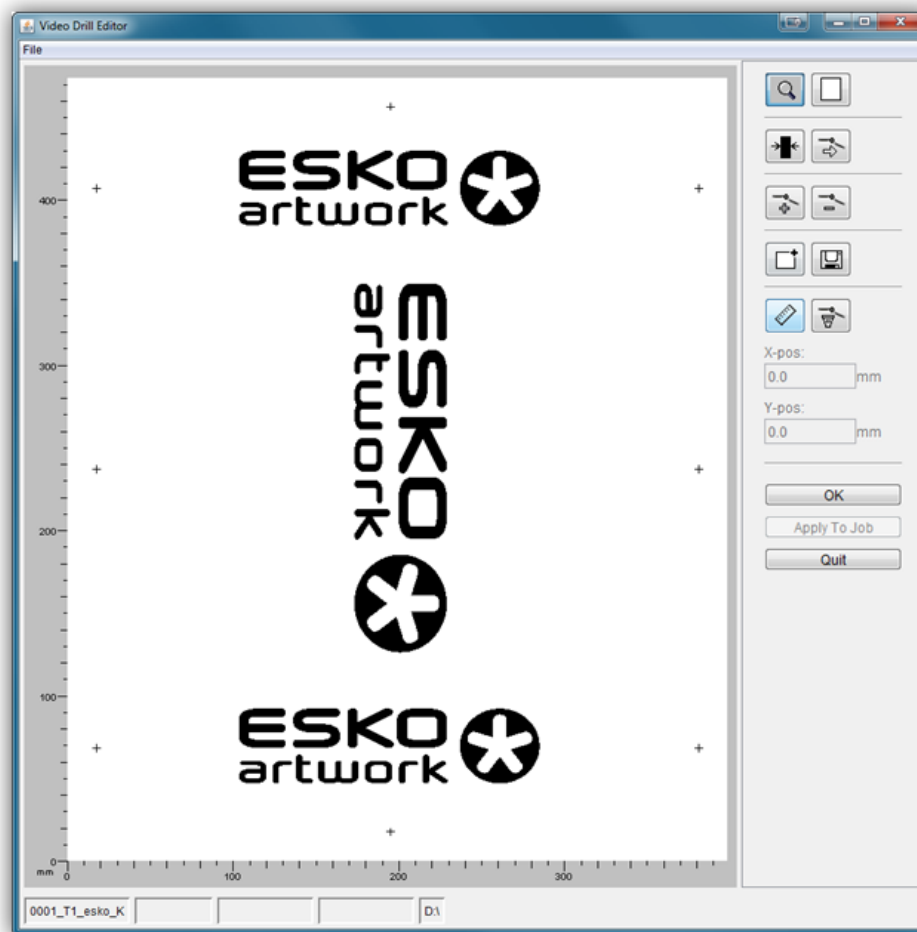 Video Drill Editor
File
ESKO
artwork
400
ESKO
artwork
300
200
100
ESKO
artwork
0
mm
0
100
200
300
X-pos:
0.0 mm
Y-pos:
0.0 mm
OK
Apply To Job
Quit
0001_T1_esko_K
D:\